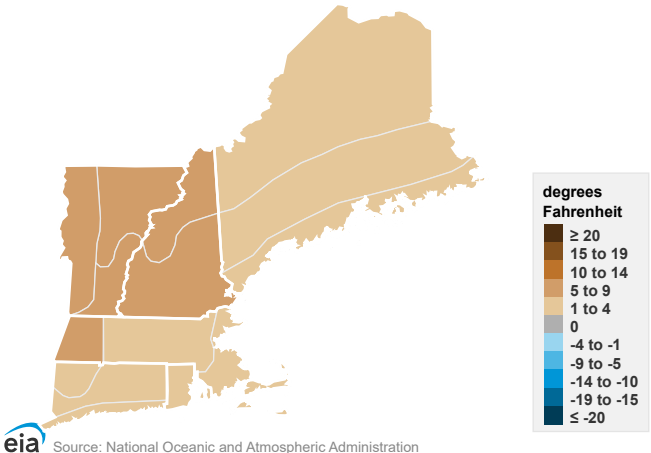 degrees
Fahrenheit
≥ 20
15 to 19
10 to 14
5 to 9
1 to 4
0
-4 to -1
-9 to -5
-14 to -10
-19 to -15
≤ -20
eia
Source: National Oceanic and Atmospheric Administration